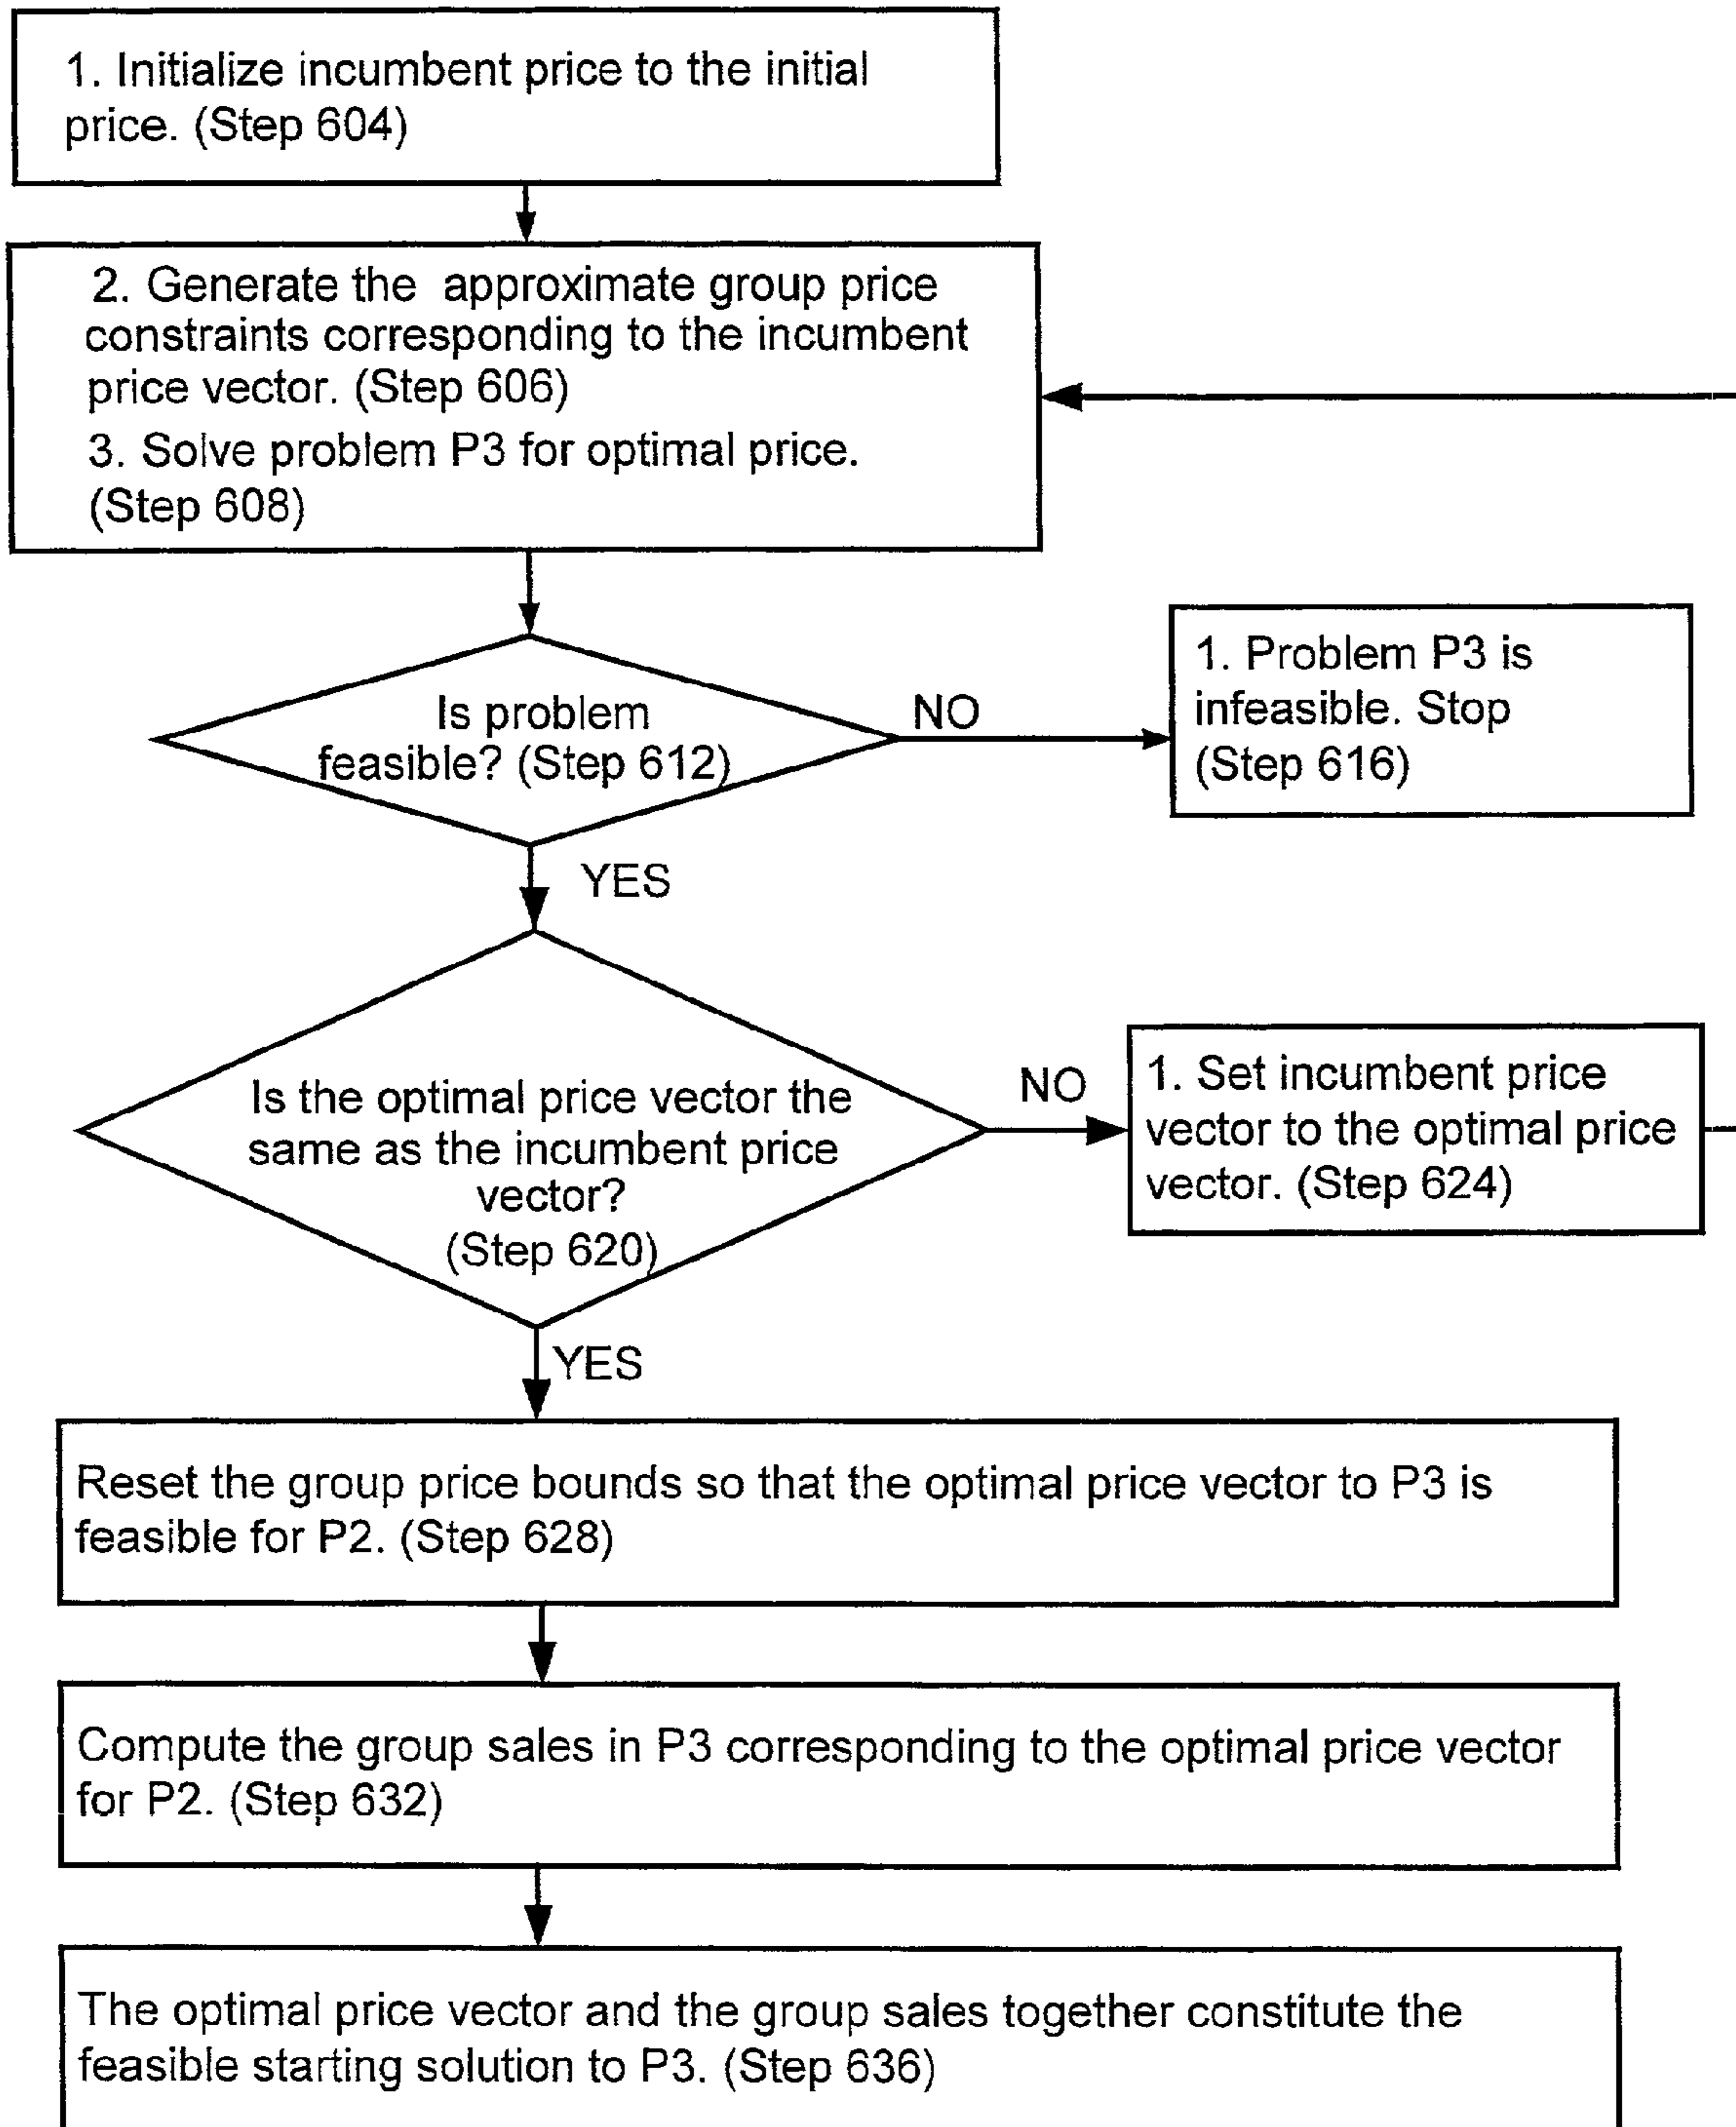 1. Initialize incumbent price to the initial
price. (Step 604)
2. Generate the approximate group price
constraints corresponding to the incumbent
price vector. (Step 606)
3. Solve problem P3 for optimal price.
(Step 608)
Is problem
feasible? (Step 612)
NO
1. Problem P3 is
infeasible. Stop
(Step 616)
YES
Is the optimal price vector the
same as the incumbent price
vector?
(Step 620)
NO
1. Set incumbent price
vector to the optimal price
vector. (Step 624)
YES
Reset the group price bounds so that the optimal price vector to P3 is
feasible for P2. (Step 628)
Compute the group sales in P3 corresponding to the optimal price vector
for P2. (Step 632)
The optimal price vector and the group sales together constitute the
feasible starting solution to P3. (Step 636)